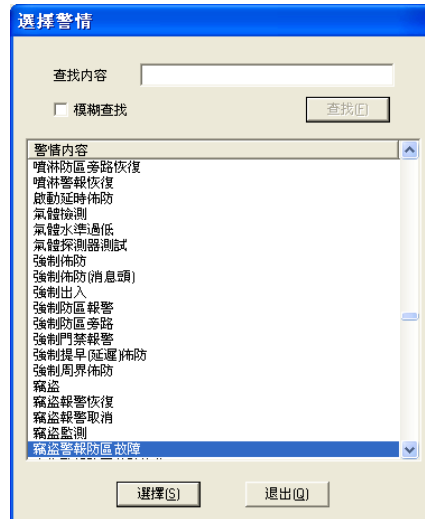 選擇警情
查找內容
模糊查找
查找(F)
警情內容
噴淋防區旁路恢復
噴淋警報恢復
啟動延時佈防
氣體檢測
氣體水準過低
氣體探測器測試
強制佈防
強制佈防(消息頭)
強制出入
強制防區報警
強制防區旁路
強制門禁報警
強制提早(延遲)佈防
強制周界佈防
竊盜
竊盜報警恢復
竊盜報警取消
竊盜監測
竊盜警報防區故障
選擇(S)
退出(Q)